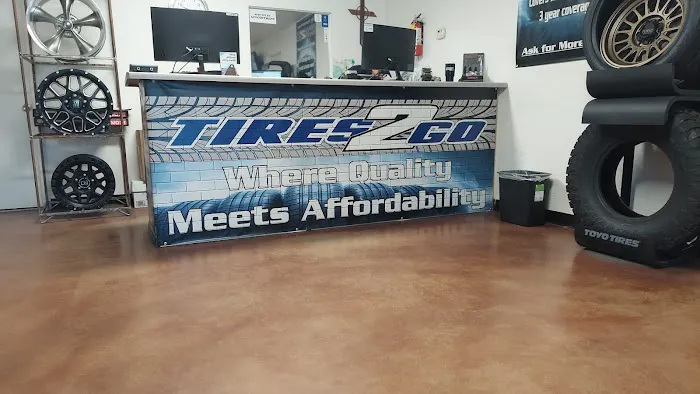 3 year coverage
Ask for More
TIRES2GO
Where Quality
Meets Affordability
TOYO TIRES